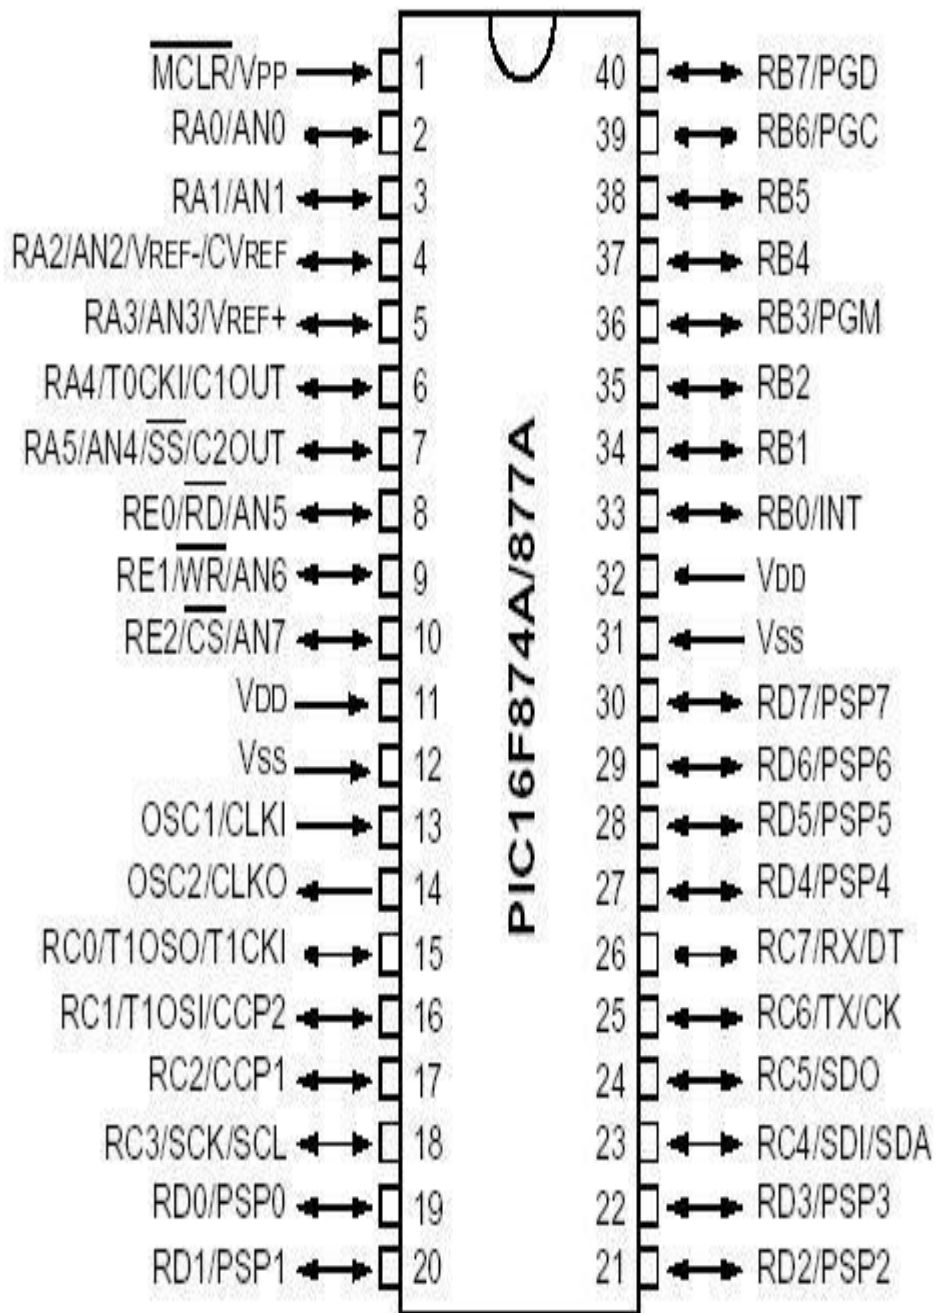 MCLR/VPP 1 40 RB7/PGD
RA0/AN0 2 39 RB6/PGC
RA1/AN1 3 38 RB5
RA2/AN2/VREF-/CVREF 4 37 RB4
RA3/AN3/VREF+ 5 36 RB3/PGM
RA4/T0CKI/C1OUT 6 35 RB2
RA5/AN4/SS/C2OUT 7 34 RB1
RE0/RD/AN5 8 33 RB0/INT
RE1/WR/AN6 9 32 VDD
RE2/CS/AN7 10 31 VSS
VDD 11 30 RD7/PSP7
VSS 12 29 RD6/PSP6
OSC1/CLKI 13 28 RD5/PSP5
OSC2/CLKO 14 27 RD4/PSP4
RC0/T1OSO/T1CKI 15 26 RC7/RX/DT
RC1/T1OSI/CCP2 16 25 RC6/TX/CK
RC2/CCP1 17 24 RC5/SDO
RC3/SCK/SCL 18 23 RC4/SDI/SDA
RD0/PSP0 19 22 RD3/PSP3
RD1/PSP1 20 21 RD2/PSP2
PIC16F874A/877A